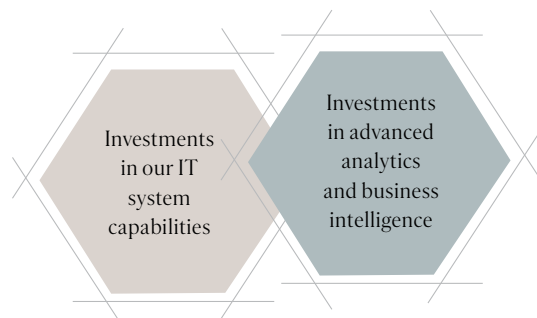 Investments
in our IT
system
capabilities
Investments
in advanced
analytics
and business
intelligence